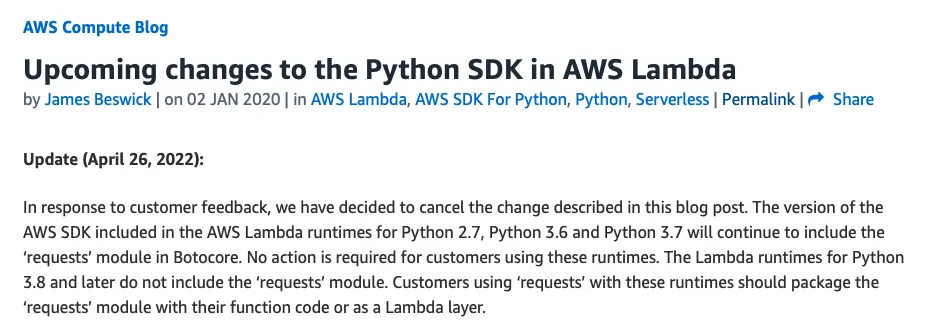 AWS Compute Blog
Upcoming changes to the Python SDK in AWS Lambda
by James Beswick | on 02 JAN 2020 | in AWS Lambda, AWS SDK For Python, Python, Serverless | Permalink | Share
Update (April 26, 2022):
In response to customer feedback, we have decided to cancel the change described in this blog post. The version of the
AWS SDK included in the AWS Lambda runtimes for Python 2.7, Python 3.6 and Python 3.7 will continue to include the
‘requests’ module in Botocore. No action is required for customers using these runtimes. The Lambda runtimes for Python
3.8 and later do not include the ‘requests’ module. Customers using ‘requests’ with these runtimes should package the
‘requests’ module with their function code or as a Lambda layer.